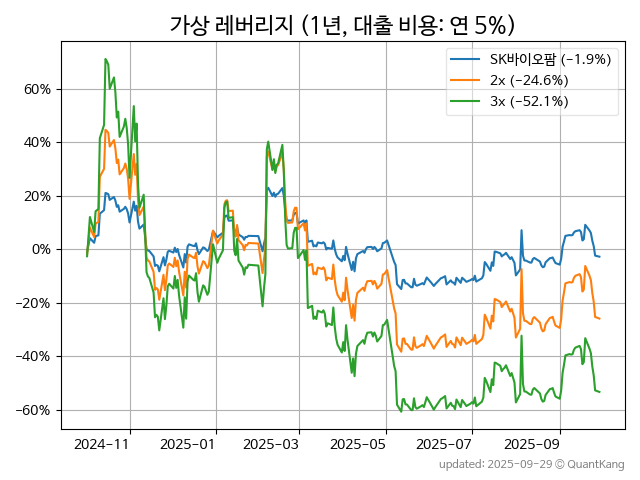 가상 레버리지 (1년, 대출 비용: 연 5%)
SK바이오팜 (−1.9%)
2x (−24.6%)
3x (−52.1%)
60%
40%
20%
0%
−20%
−40%
−60%
2024-11
2025-01
2025-03
2025-05
2025-07
2025-09
updated: 2025-09-29 © QuantKang